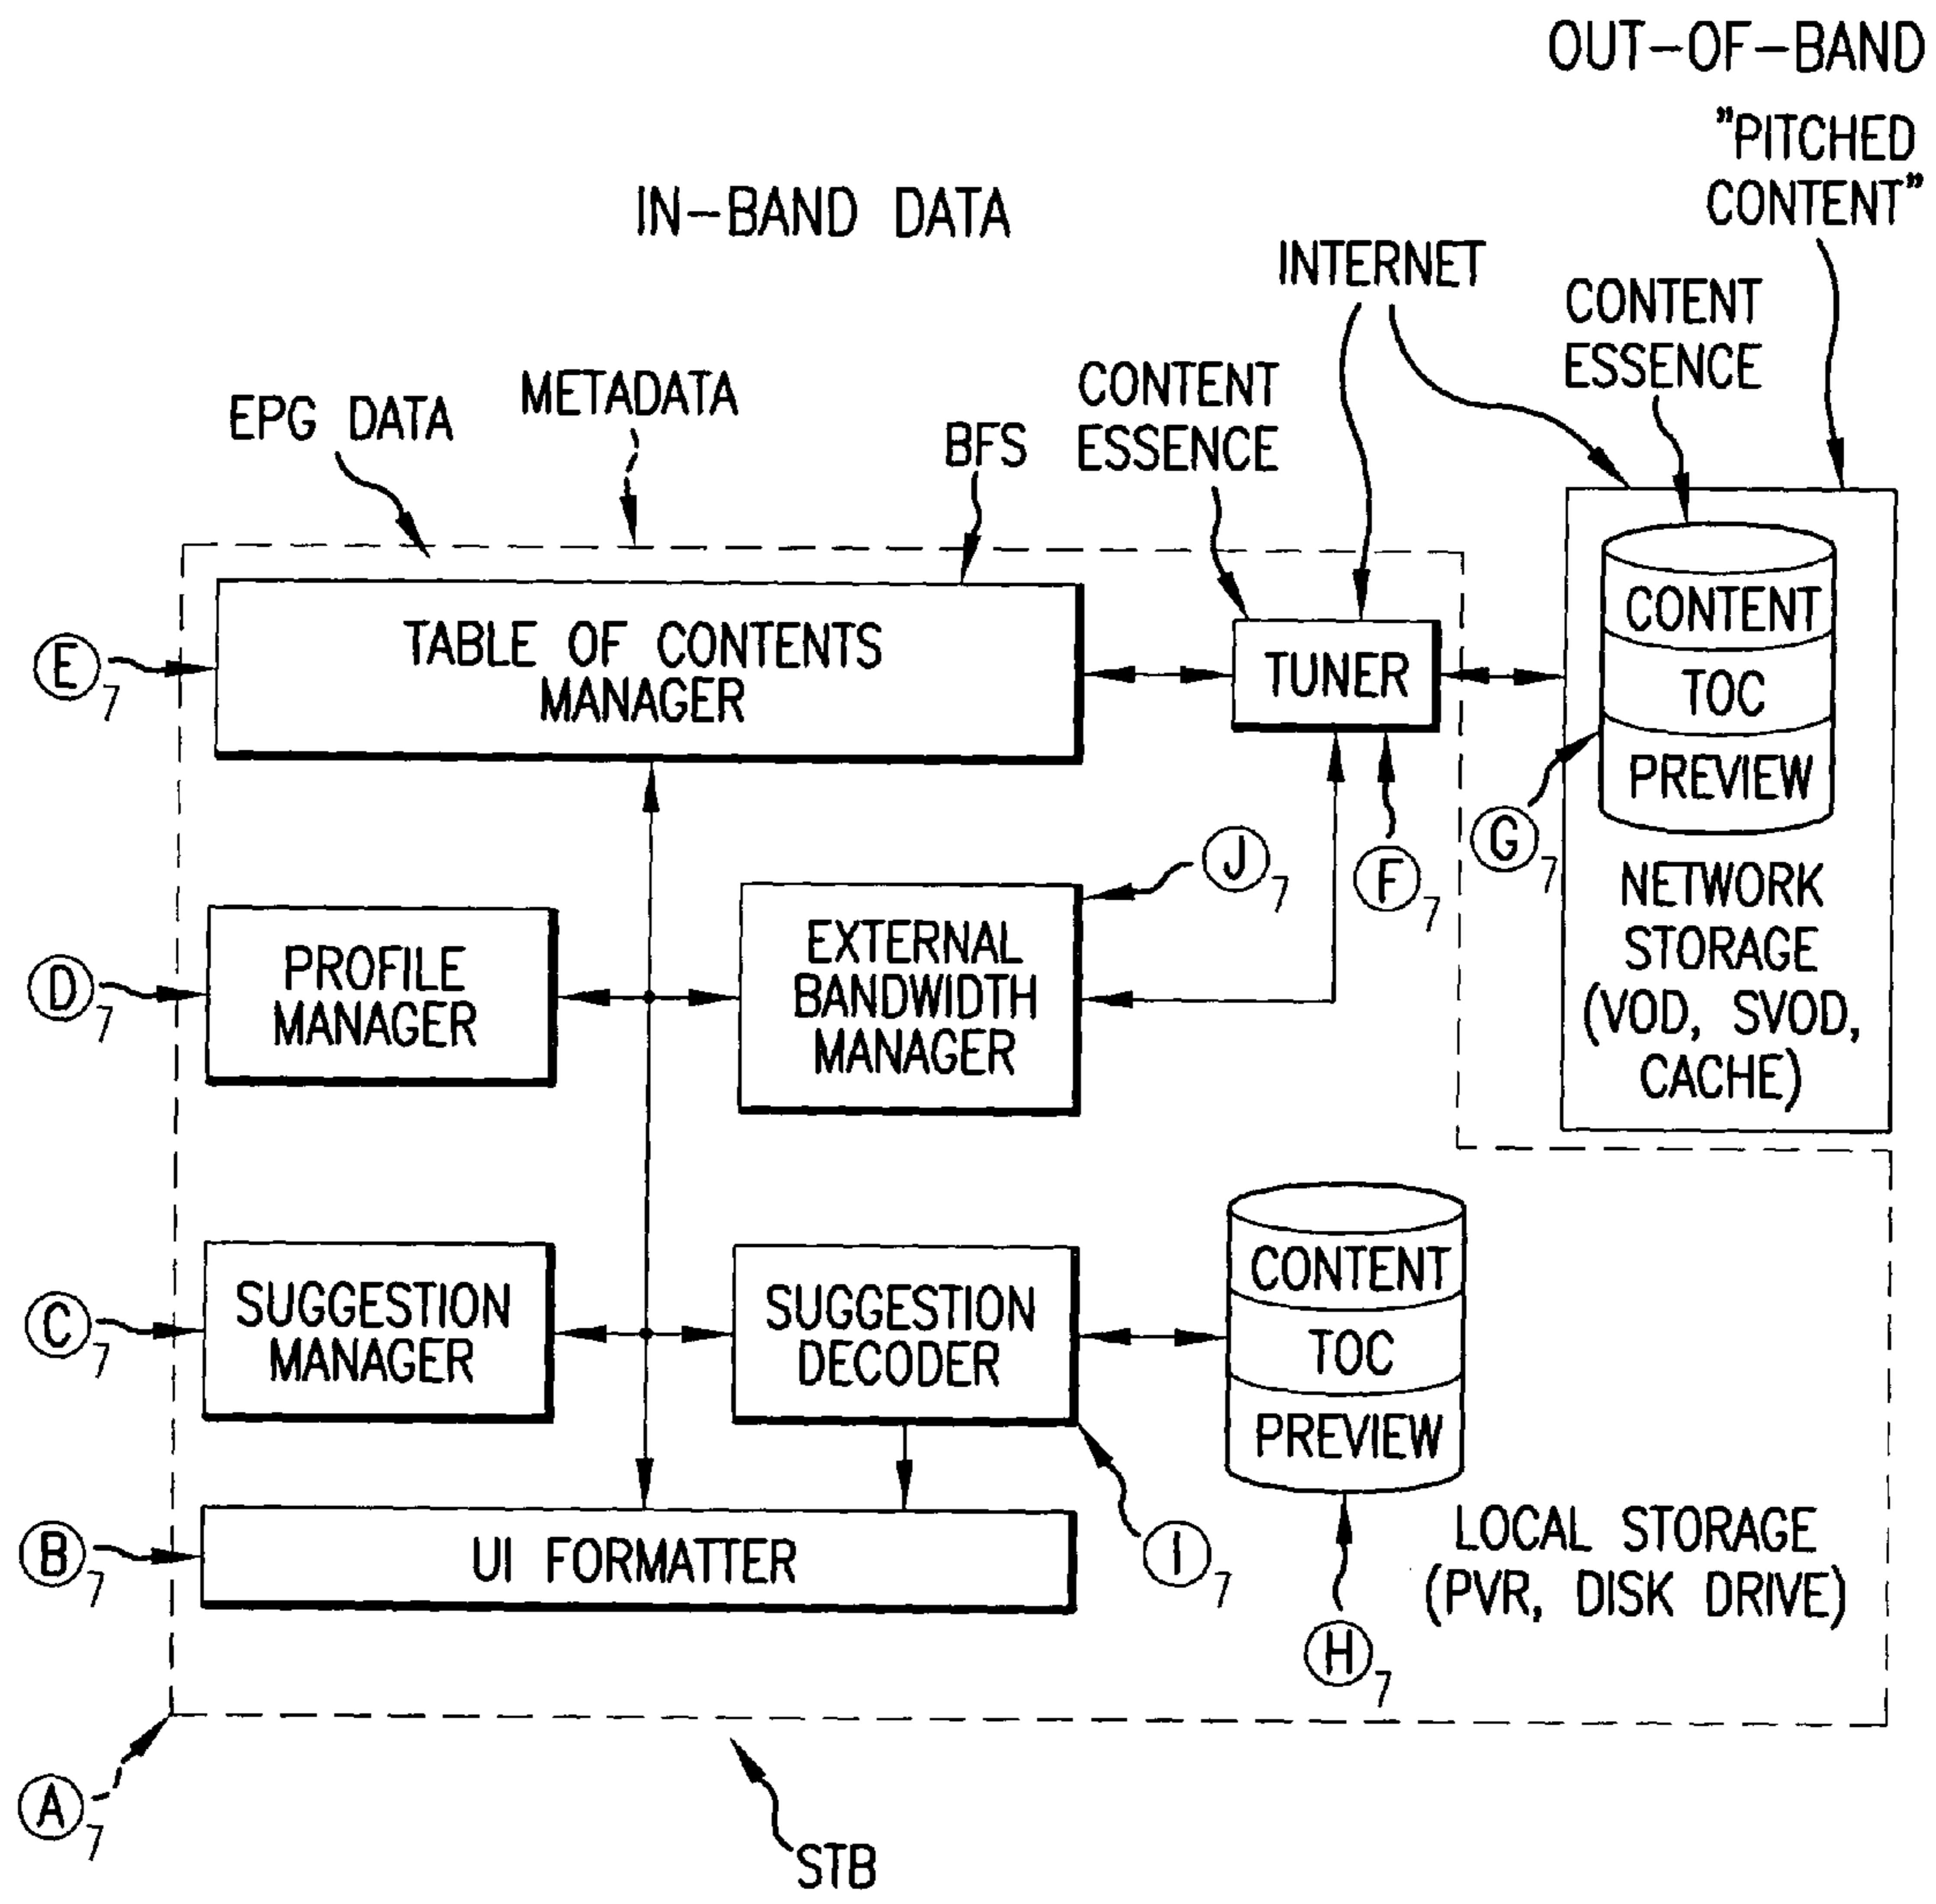 OUT-OF-BAND
"PITCHED
CONTENT"
IN-BAND DATA
INTERNET
CONTENT
ESSENCE
CONTENT
ESSENCE
METADATA
EPG DATA
BFS
TABLE OF CONTENTS
MANAGER
TUNER
CONTENT
TOC
PREVIEW
NETWORK
STORAGE
(VOD, SVOD,
CACHE)
E7
G7
J7
F7
PROFILE
MANAGER
EXTERNAL
BANDWIDTH
MANAGER
D7
SUGGESTION
MANAGER
SUGGESTION
DECODER
CONTENT
TOC
PREVIEW
C7
UI FORMATTER
B7
I7
LOCAL STORAGE
(PVR, DISK DRIVE)
H7
A7
STB